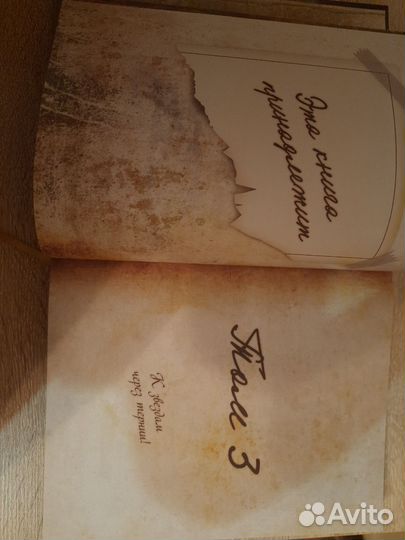 Эта книга
принадлежит
Том 3
К звездам
через тернии!
Avito